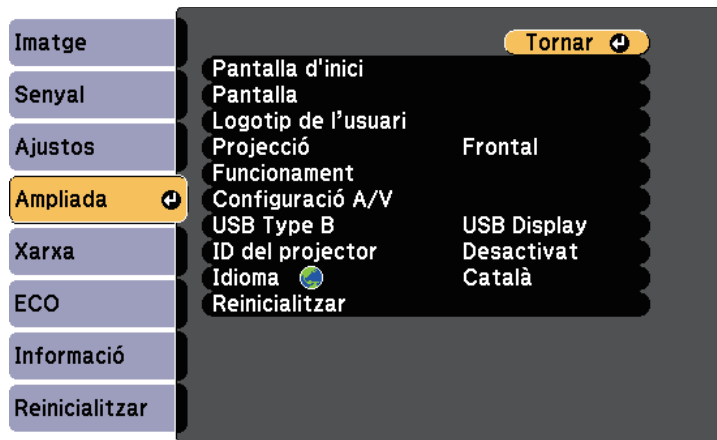 Imatge
Senyal
Ajustos
Ampliada
Xarxa
ECO
Informació
Reinicialitzar
Tornar
Pantalla d'inici
Pantalla
Logotip de l’usuari
Projecció Frontal
Funcionament
Configuració A/V
USB Type B USB Display
ID del projector Desactivat
Idioma Català
Reinicialitzar